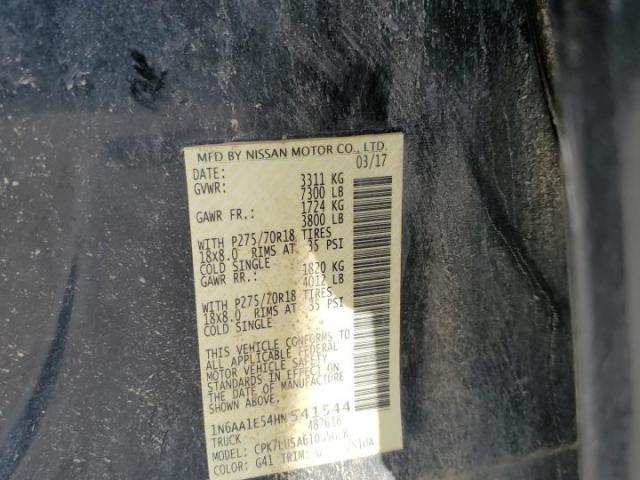 MFD BY NISSAN MOTOR CO., LTD.
DATE: 03/17
GVWR: 3311 KG
7300 LB
GAWR FR.: 1724 KG
3800 LB
WITH P275/70R18 TIRES
18X8.0 RIMS AT 35 PSI
COLD SINGLE
GAWR RR.: 1820 KG
4012 LB
WITH P275/70R18 TIRES
18X8.0 RIMS AT 35 PSI
COLD SINGLE
THIS VEHICLE CONFORMS TO
ALL APPLICABLE FEDERAL
MOTOR VEHICLE SAFETY
STANDARDS IN EFFECT ON
THE DATE OF MANUFACTURE
SHOWN ABOVE.
1N6AA1E54HN541544
TRUCK 487616
MODEL:
COLOR: G41 TRIM: